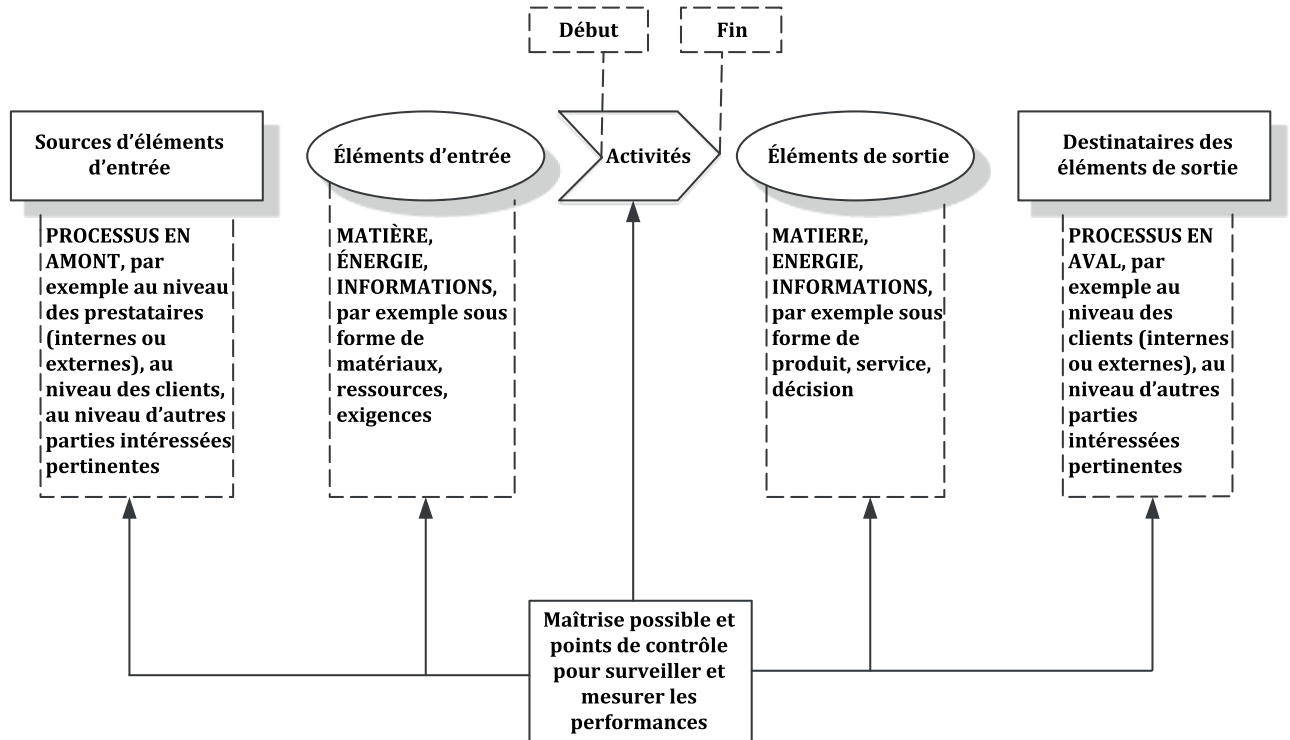 Début
Fin
Sources d’éléments
d’entrée
Éléments d’entrée
Activités
Éléments de sortie
Destinataires des
éléments de sortie
PROCESSUS EN
AMONT, par
exemple au niveau
des prestataires
(internes ou
externes), au
niveau des clients,
au niveau d’autres
parties intéressées
pertinentes
MATIÈRE,
ÉNERGIE,
INFORMATIONS,
par exemple sous
forme de
matériaux,
ressources,
exigences
MATIERE,
ENERGIE,
INFORMATIONS,
par exemple sous
forme de
produit, service,
décision
PROCESSUS EN
AVAL, par
exemple au
niveau des
clients (internes
ou externes), au
niveau d’autres
parties
intéressées
pertinentes
Maîtrise possible et
points de contrôle
pour surveiller et
mesurer les
performances